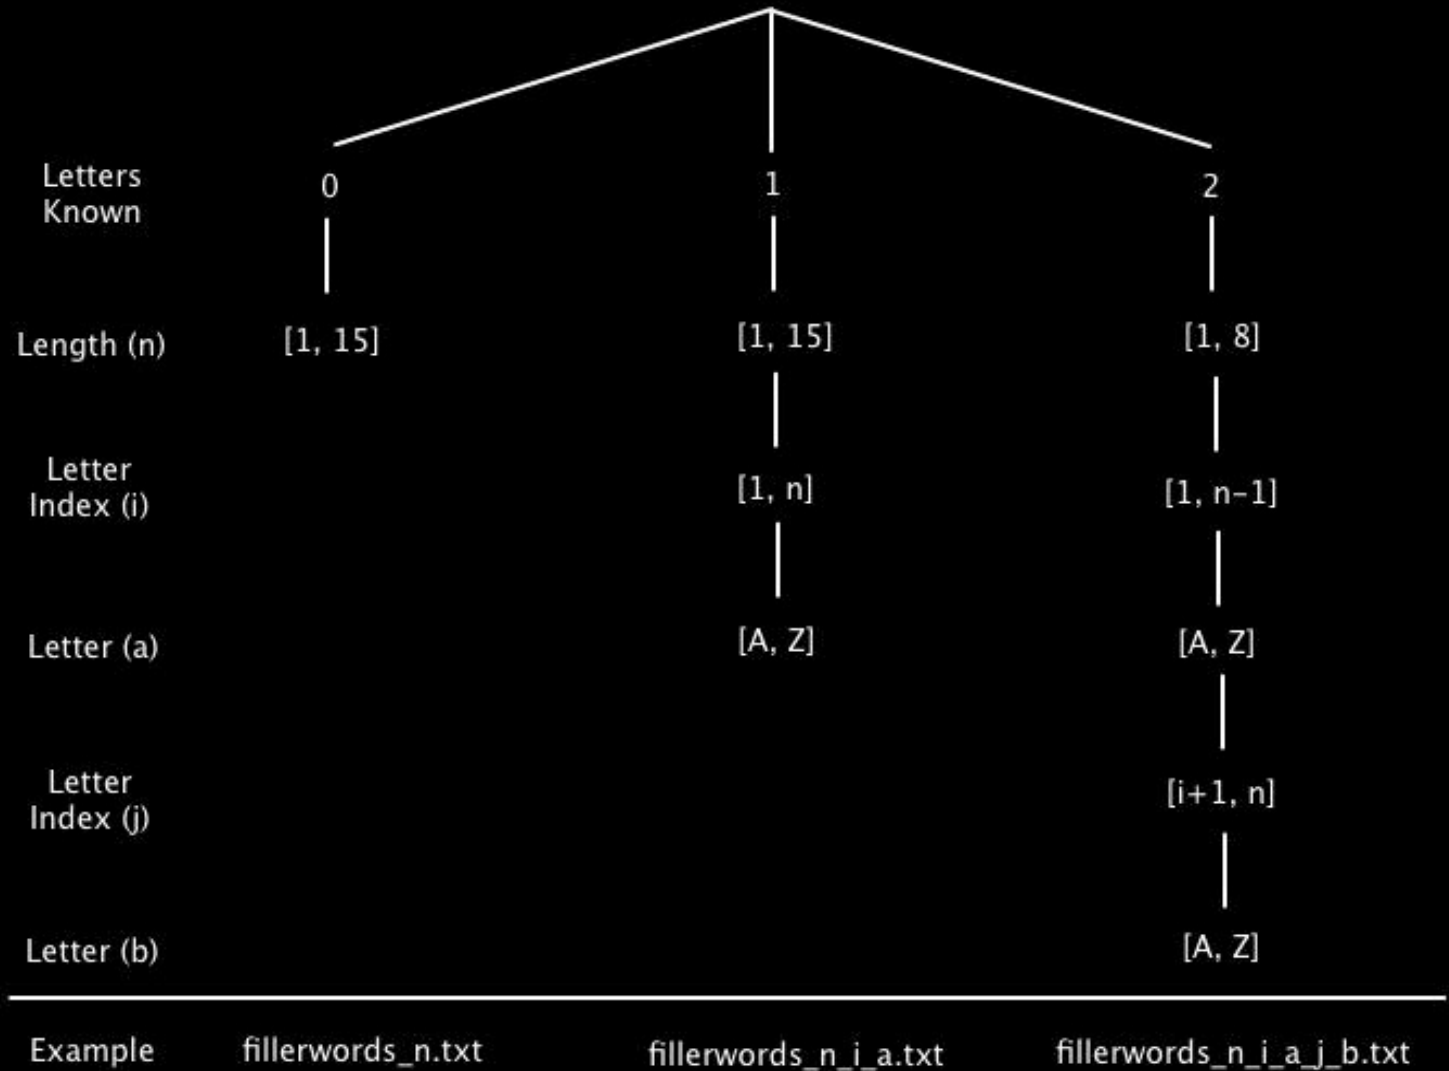 Letters
Known
0
1
2
Length (n)
[1, 15]
[1, 15]
[1, 8]
Letter
Index (i)
[1, n]
[1, n-1]
Letter (a)
[A, Z]
[A, Z]
Letter
Index (j)
[i+1, n]
Letter (b)
[A, Z]
Example
fillerwords_n.txt
fillerwords_n_i_a.txt
fillerwords_n_i_a_j_b.txt